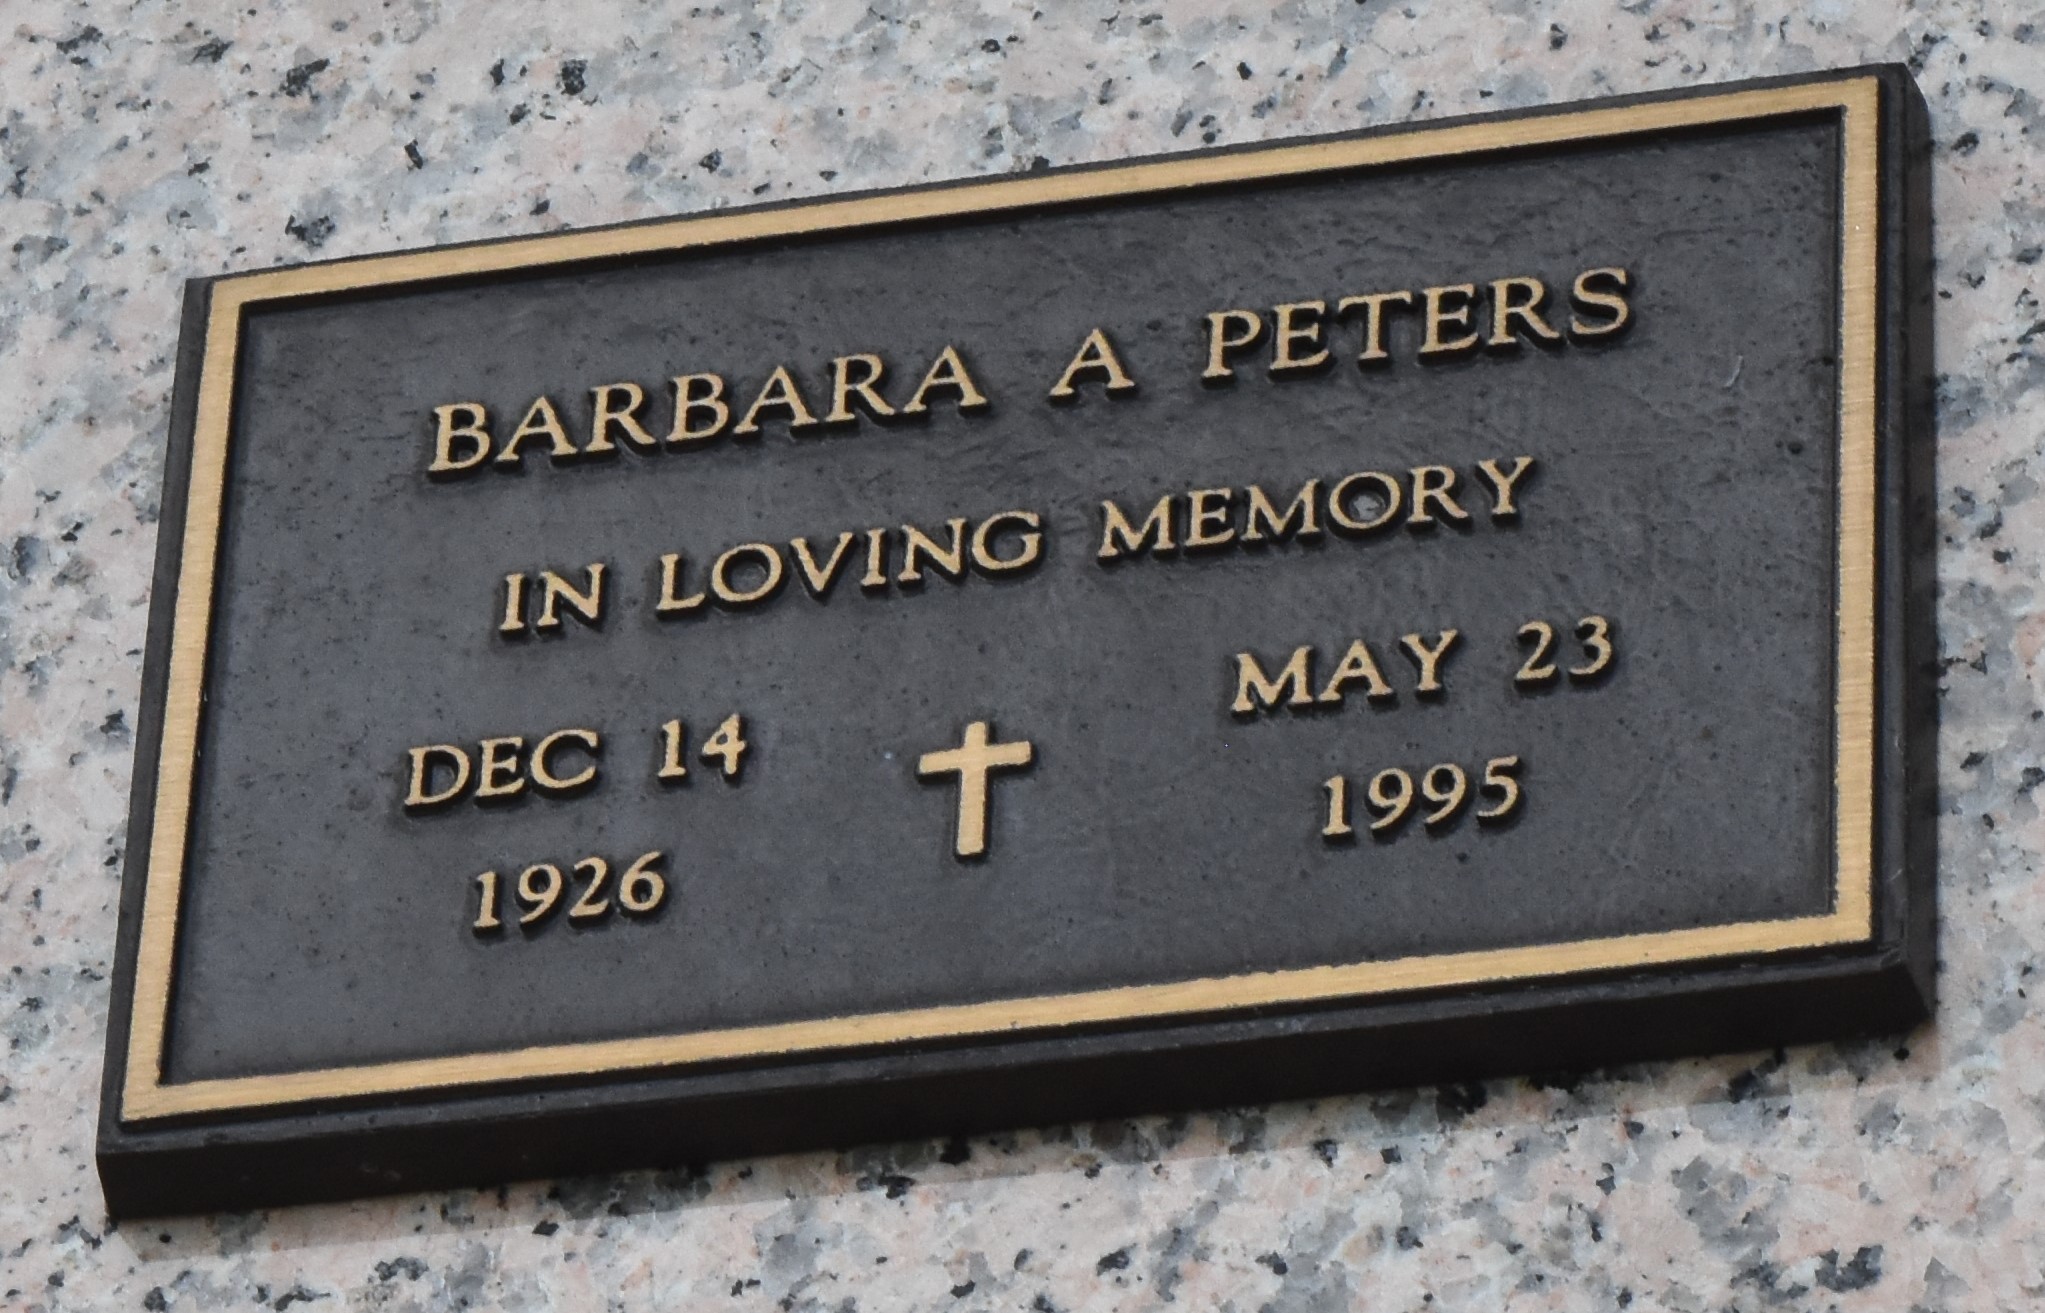 BARBARA A PETERS
IN LOVING MEMORY
DEC 14
1926
MAY 23
1995